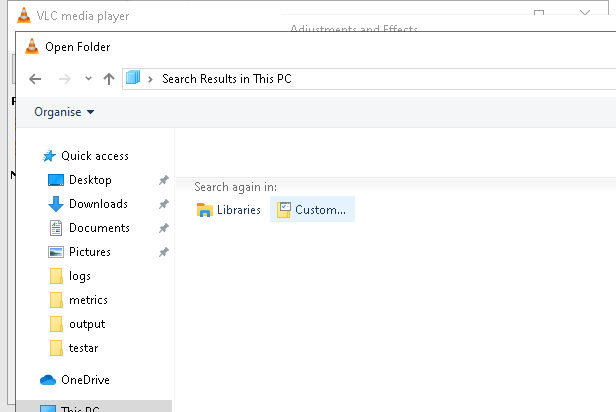 VLC media player
Adjustments and Effects
Open Folder
Search Results in This PC
Organise
Quick access
Desktop
Downloads
Documents
Pictures
logs
metrics
output
testar
OneDrive
This PC
Search again in:
Libraries
Custom...